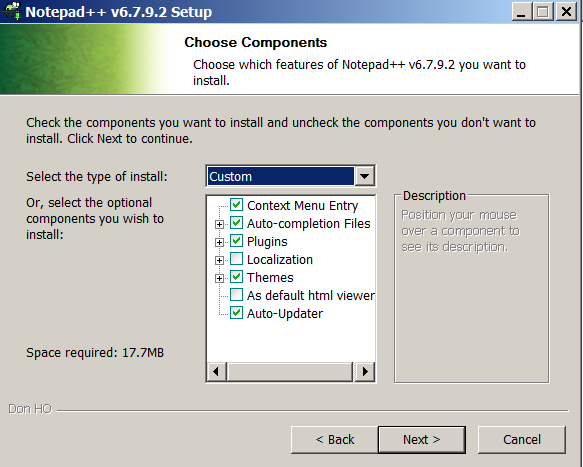 Notepad++ v6.7.9.2 Setup
Choose Components
Choose which features of Notepad++ v6.7.9.2 you want to
install.
Check the components you want to install and uncheck the components you don't want to
install. Click Next to continue.
Select the type of install:
Custom
Or, select the optional
components you wish to
install:
Context Menu Entry
Auto-completion Files
Plugins
Localization
Themes
As default html viewer
Auto-Updater
Description
Position your mouse
over a component to
see its description.
Space required: 17.7MB
Don HO
< Back
Next >
Cancel